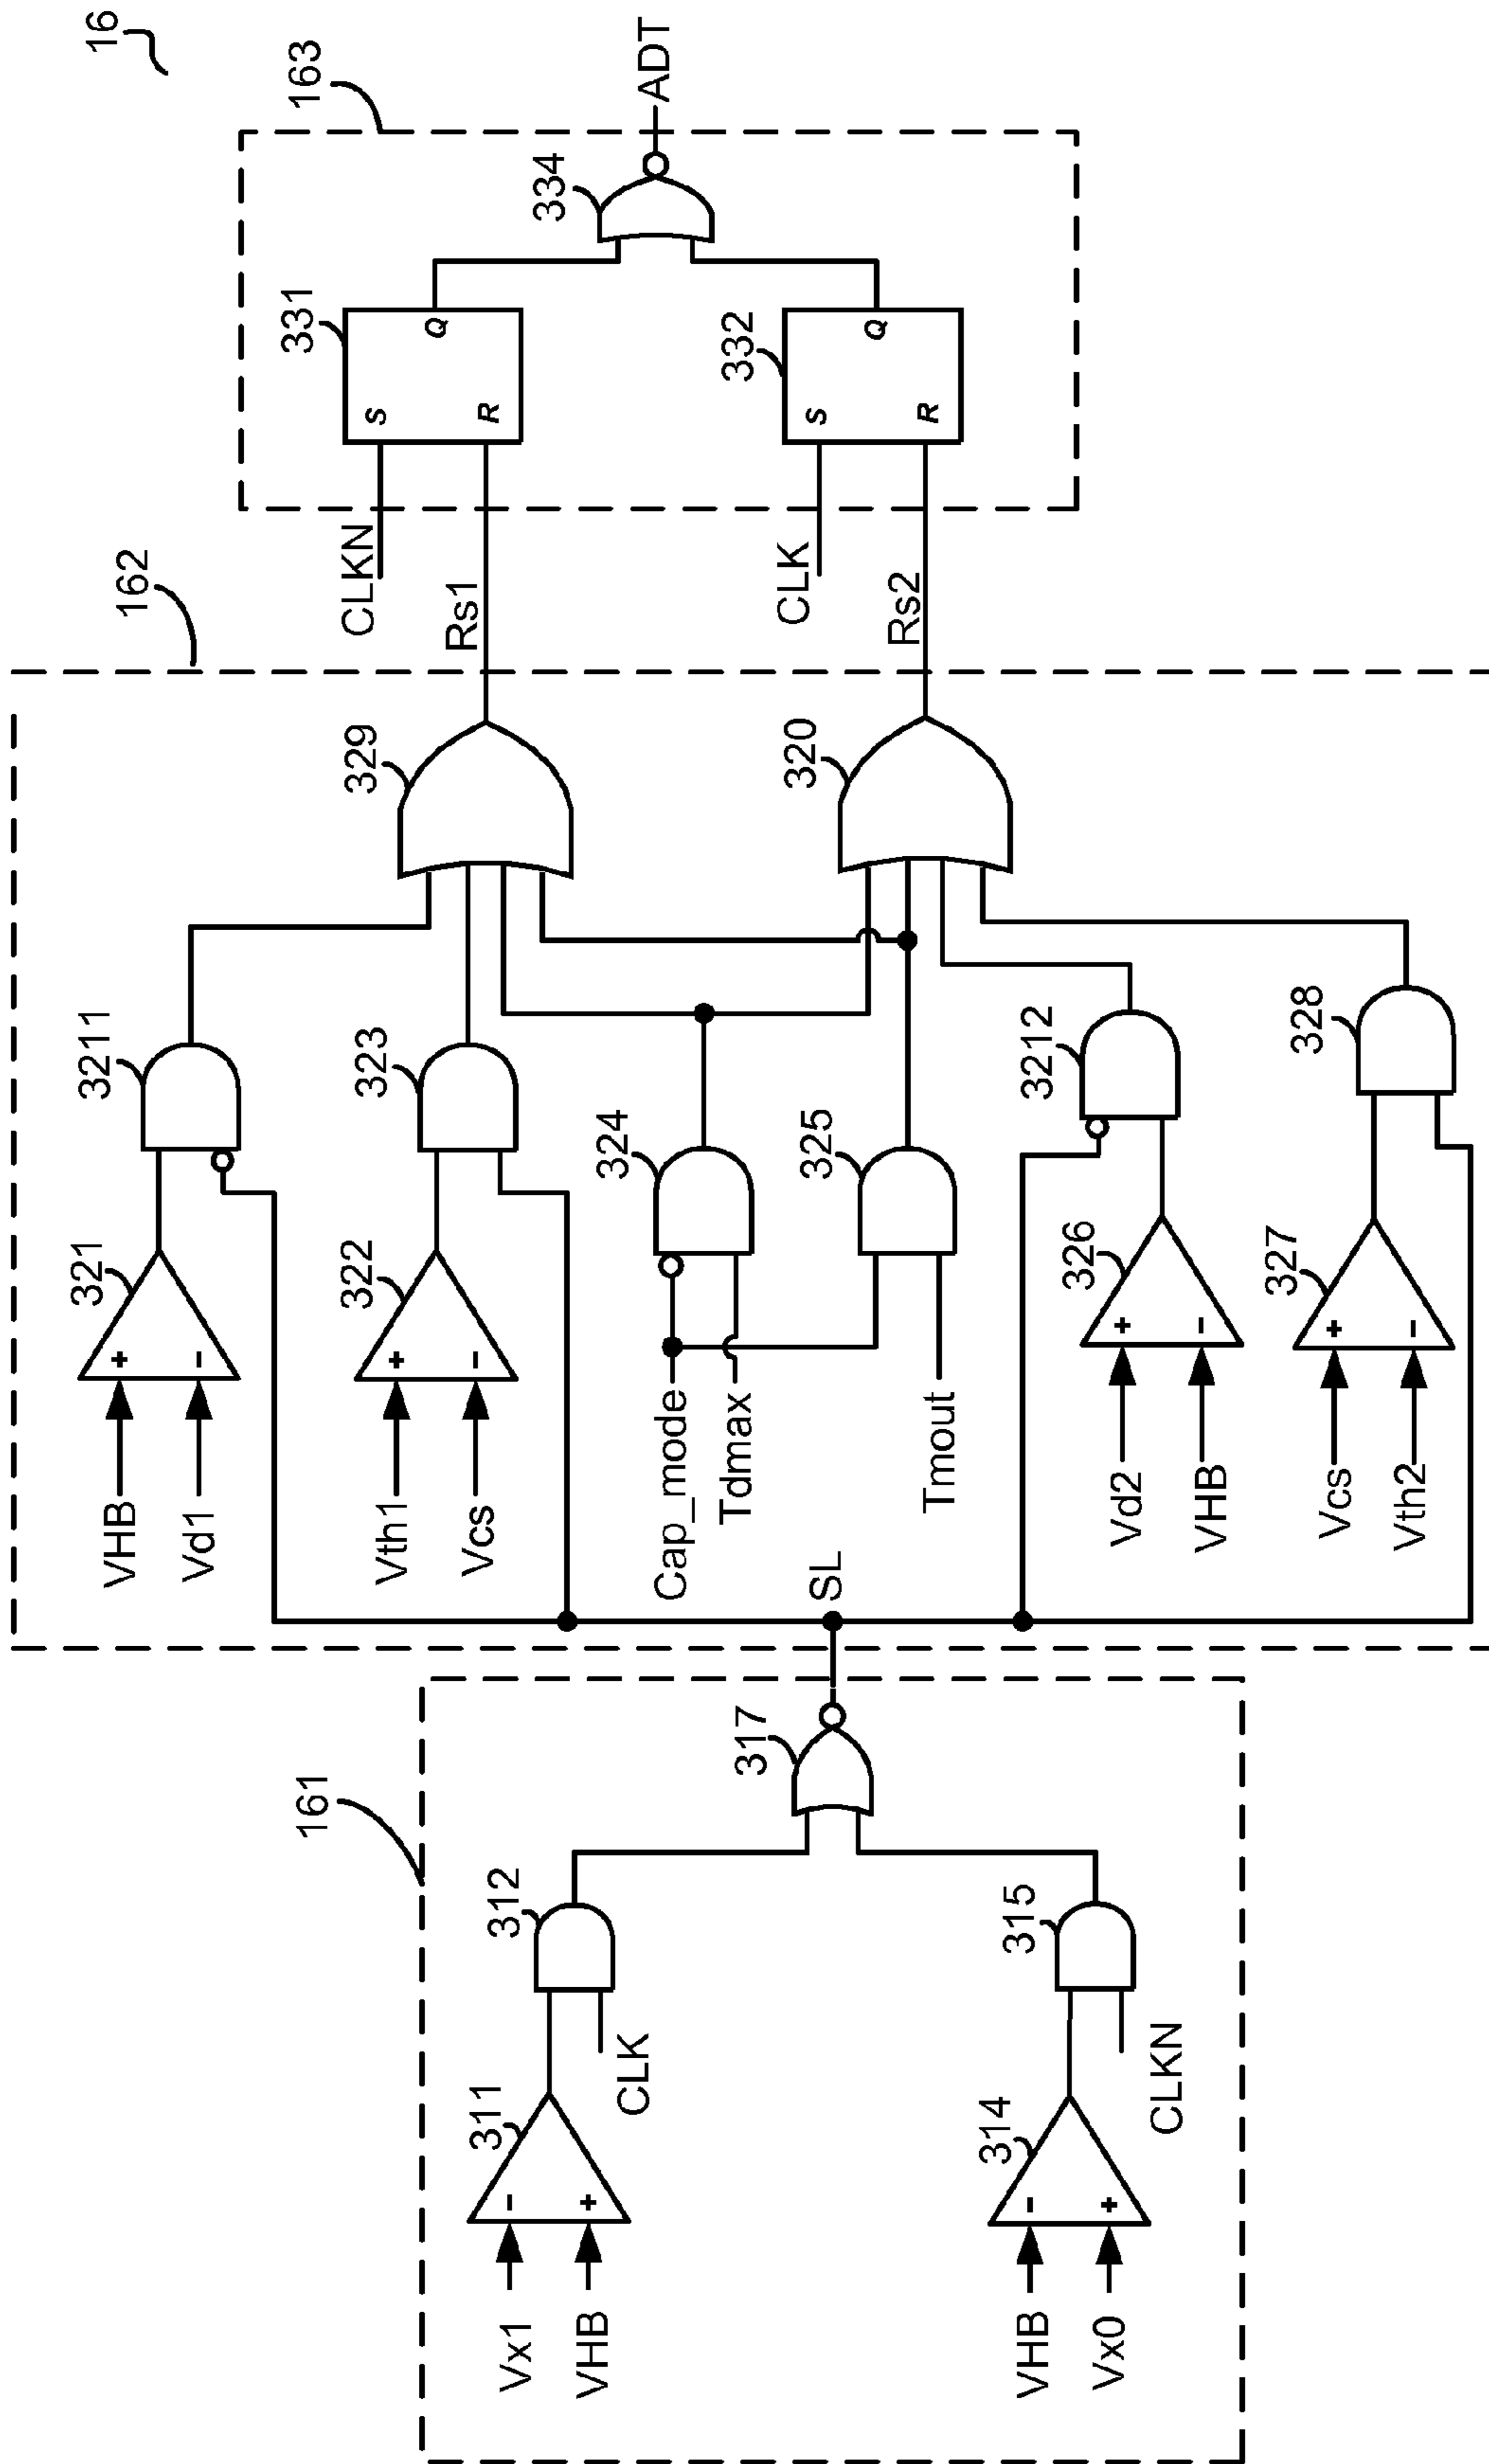 16
163
162
161
ADT
334
331
S
Q
R
332
S
Q
R
CLKN
Rs1
CLK
Rs2
329
320
3211
323
324
325
3212
328
321
+
-
VHB
Vd1
322
+
-
Vth1
Vcs
Cap_mode
Tdmax
Tmout
326
+
-
Vd2
VHB
327
+
-
Vcs
Vth2
SL
317
312
CLK
315
CLKN
311
-
+
Vx1
VHB
314
-
+
VHB
Vx0